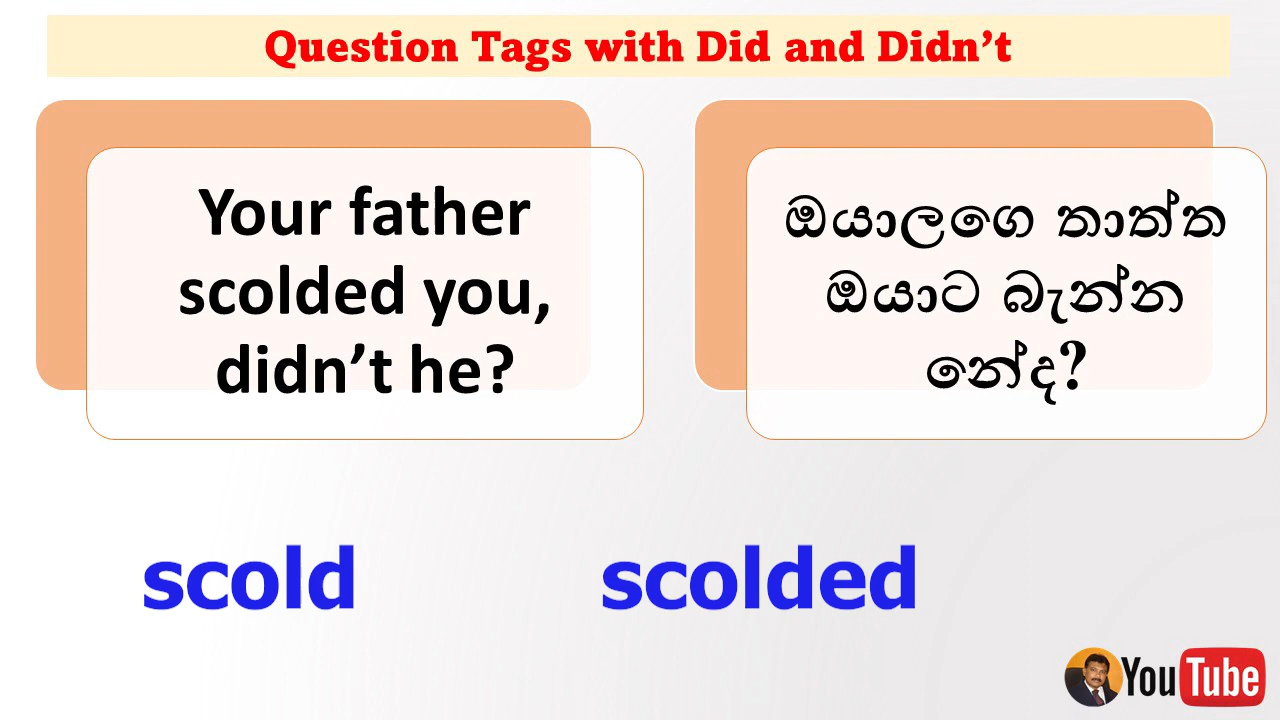 Question Tags with Did and Didn’t
Your father
scolded you,
didn’t he?
ඔයාලගෙ තාත්ත
ඔයාට බැන්න
නේද?
scold
scolded
YouTube